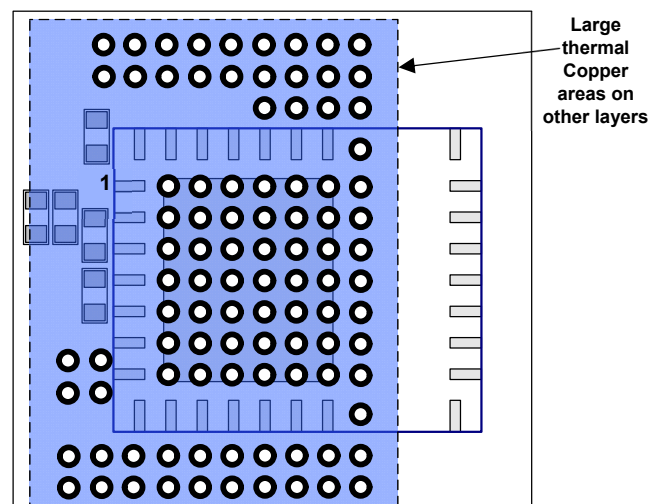 Large
thermal
Copper
areas on
other layers
1